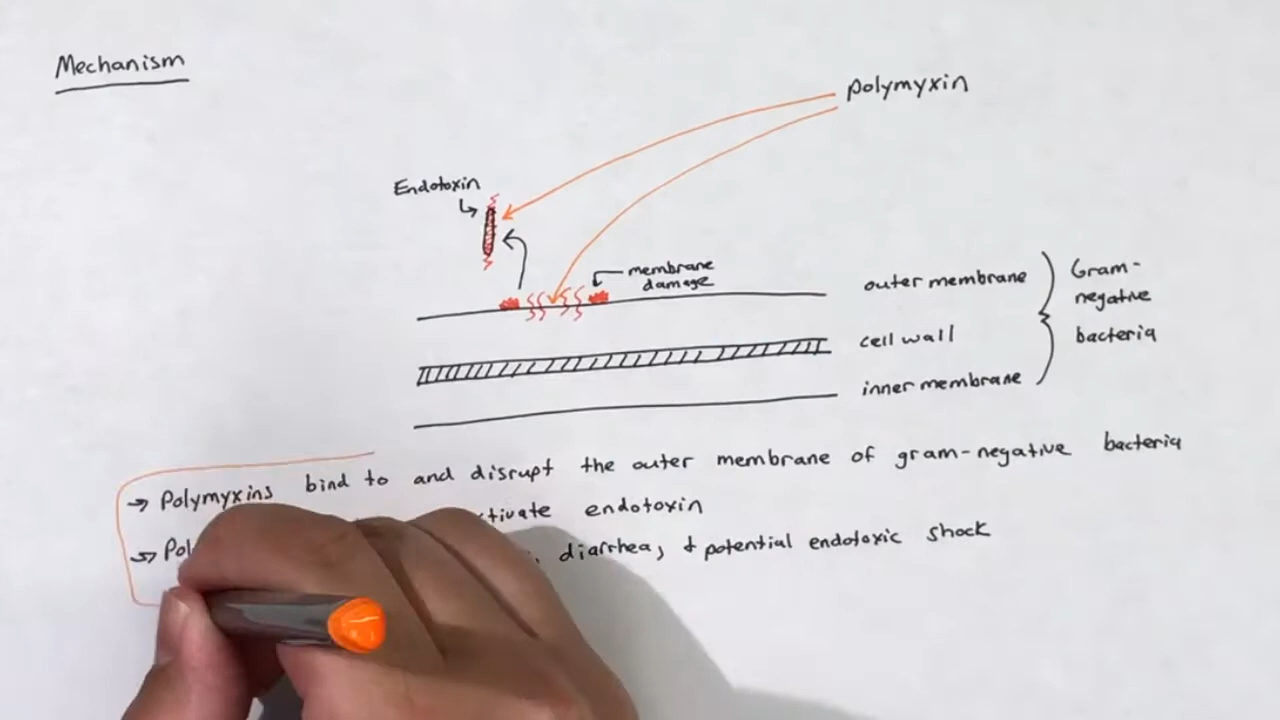 Mechanism
polymyxin
Endotoxin
membrane
damage
outer membrane
cell wall
inner membrane
Gram-
negative
bacteria
→ Polymyxins bind to and disrupt the outer membrane of gram-negative bacteria
endotoxin
→ diarrhea, & potential endotoxic shock